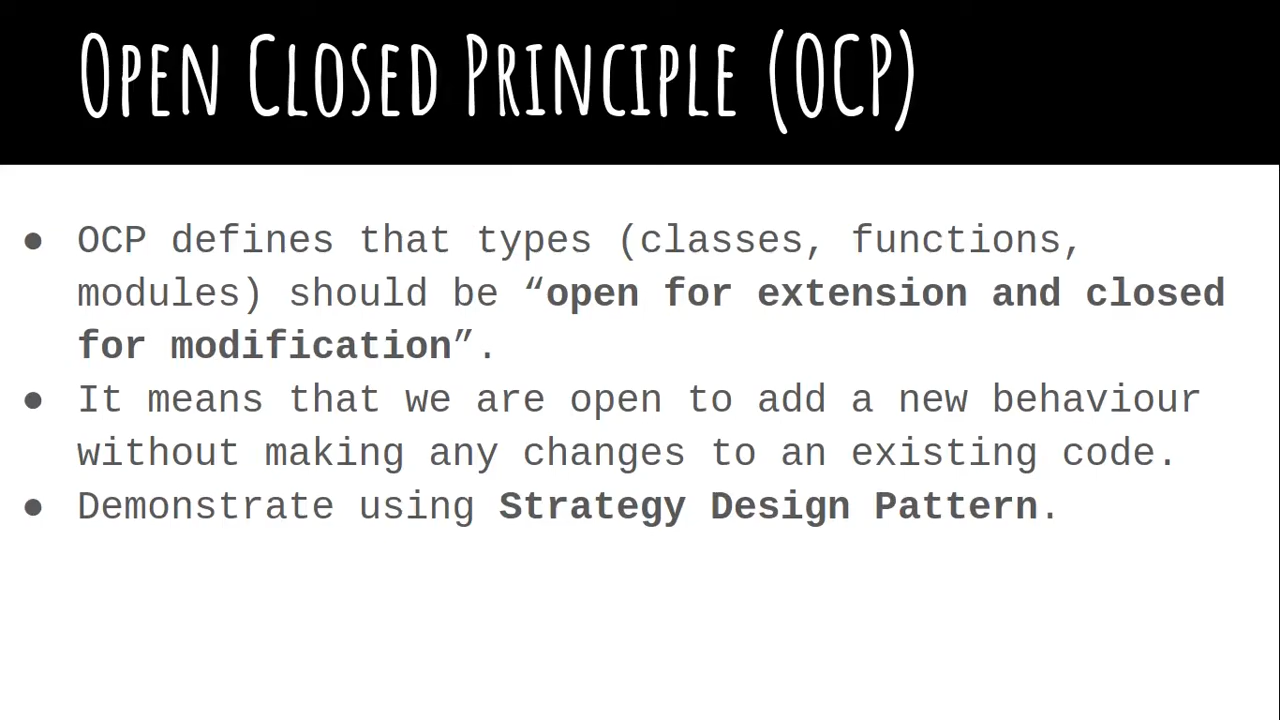 OPEN CLOSED PRINCIPLE (OCP)
● OCP defines that types (classes, functions,
modules) should be “open for extension and closed
for modification”.
● It means that we are open to add a new behaviour
without making any changes to an existing code.
● Demonstrate using Strategy Design Pattern.